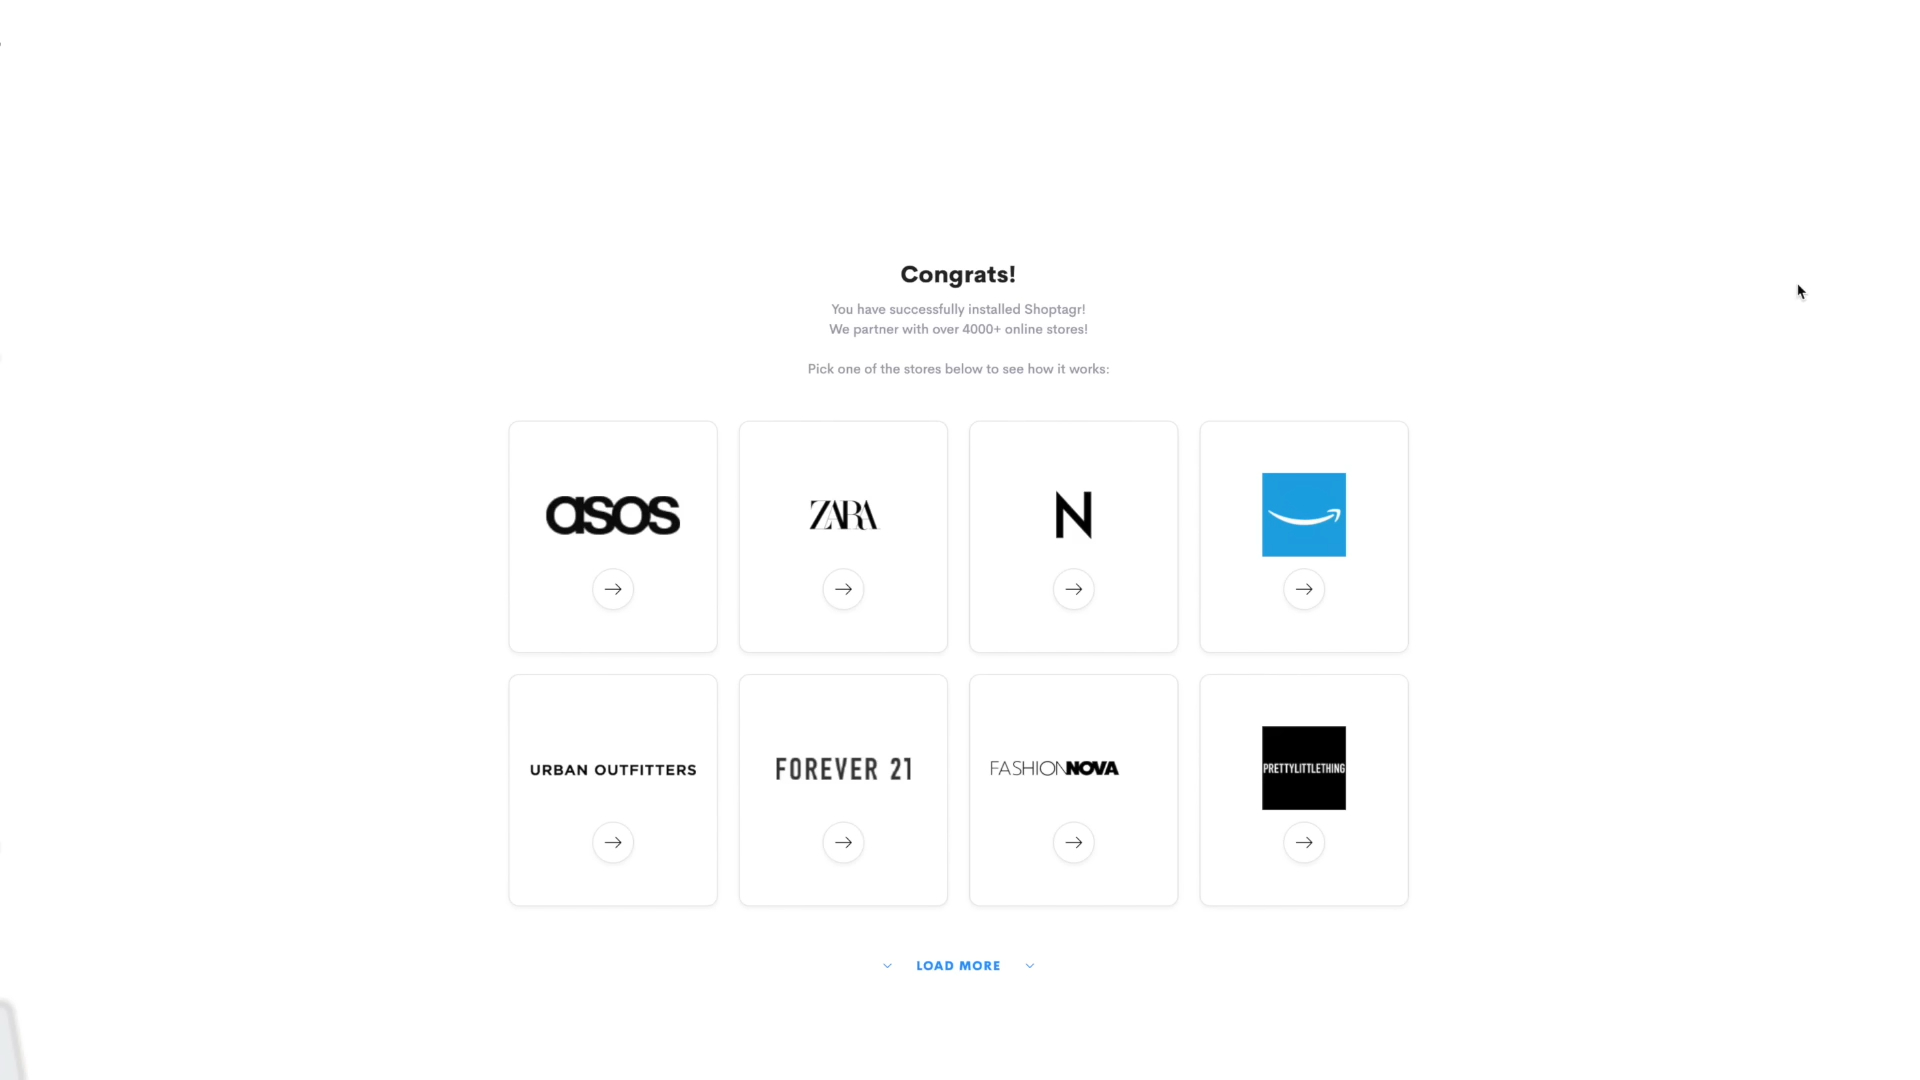 Congrats!
You have successfully installed Shoptagr!
We partner with over 4000+ online stores!
Pick one of the stores below to see how it works:
asos
ZARA
N
URBAN OUTFITTERS
FOREVER 21
FASHIONNOVA
PRETTYLITTLETHING
LOAD MORE